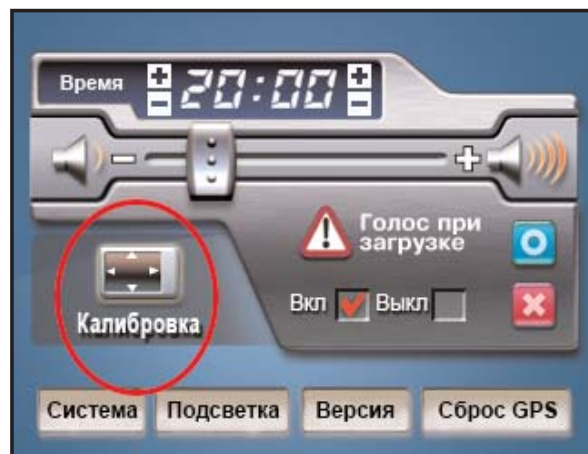 Время 20:00
Голос при
загрузке
Вкл Выкл
Калибровка
Система Подсветка Версия Сброс GPS